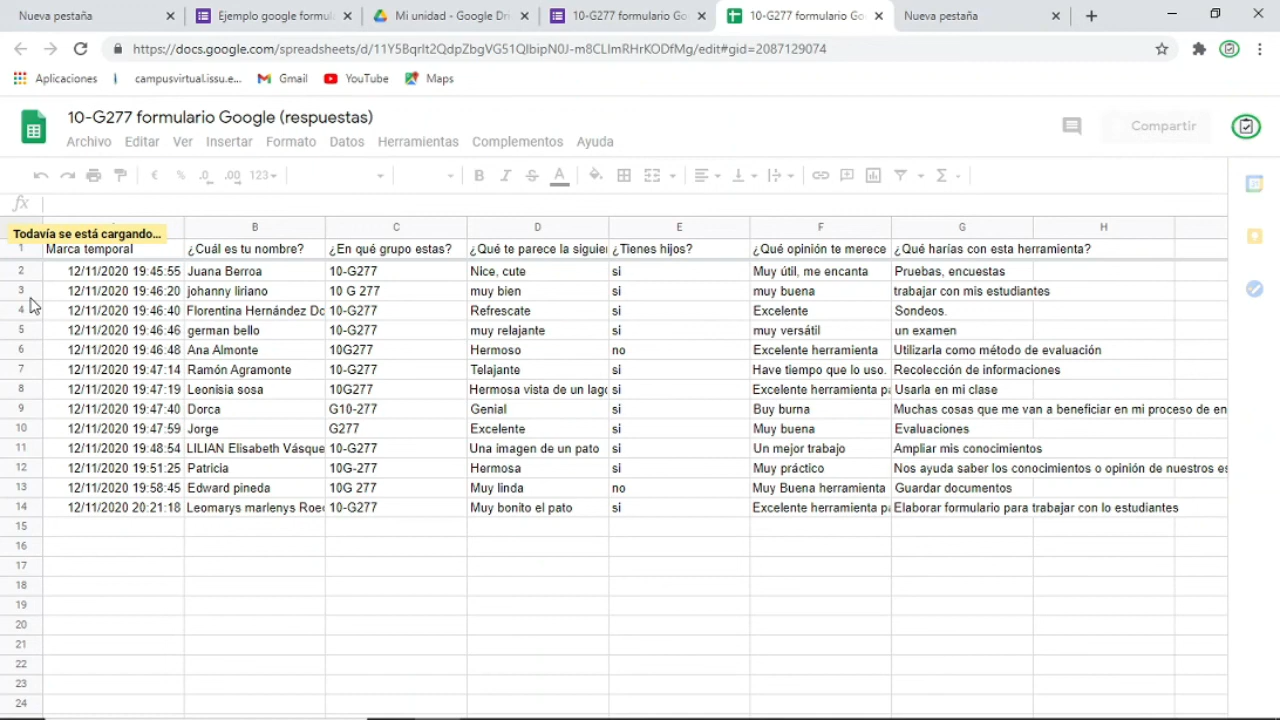 Nueva pestaña Ejemplo google formul Mi unidad - Google Dri 10-G277 formulario Go 10-G277 formulario Go Nueva pestaña
https://docs.google.com/spreadsheets/d/11Y5Bqrlt2QdpZbgVG51QlbipN0J-m8CLlmRHrKODfMg/edit#gid=2087129074
Aplicaciones campusvirtual.issu.e... Gmail YouTube Maps
10-G277 formulario Google (respuestas)
Archivo Editar Ver Insertar Formato Datos Herramientas Complementos Ayuda Compartir
€ % .0 .00 123 B I S A Σ
fx
B C D E F G H
Todavía se está cargando...
1 Marca temporal ¿Cuál es tu nombre? ¿En qué grupo estas? ¿Qué te parece la siguie ¿Tienes hijos? ¿Qué opinión te merece ¿Qué harías con esta herramienta?
2 12/11/2020 19:45:55 Juana Berroa 10-G277 Nice, cute si Muy útil, me encanta Pruebas, encuestas
3 12/11/2020 19:46:20 johanny liriano 10 G 277 muy bien si muy buena trabajar con mis estudiantes
4 12/11/2020 19:46:40 Florentina Hernández Do 10-G277 Refrescate si Excelente Sondeos.
5 12/11/2020 19:46:46 german bello 10-G277 muy relajante si muy versátil un examen
6 12/11/2020 19:46:48 Ana Almonte 10G277 Hermoso no Excelente herramienta Utilizarla como método de evaluación
7 12/11/2020 19:47:14 Ramón Agramonte 10-G277 Telajante si Have tiempo que lo uso. Recolección de informaciones
8 12/11/2020 19:47:19 Leonisia sosa 10G277 Hermosa vista de un lago si Excelente herramienta pa Usarla en mi clase
9 12/11/2020 19:47:40 Dorca G10-277 Genial si Buy burna Muchas cosas que me van a beneficiar en mi proceso de en
10 12/11/2020 19:47:59 Jorge G277 Excelente si Muy buena Evaluaciones
11 12/11/2020 19:48:54 LILIAN Elisabeth Vásque 10-G277 Una imagen de un pato si Un mejor trabajo Ampliar mis conocimientos
12 12/11/2020 19:51:25 Patricia 10G-277 Hermosa si Muy práctico Nos ayuda saber los conocimientos o opinión de nuestros es
13 12/11/2020 19:58:45 Edward pineda 10G 277 Muy linda no Muy Buena herramienta Guardar documentos
14 12/11/2020 20:21:18 Leomarys marlenys Roed 10-G277 Muy bonito el pato si Excelente herramienta pa Elaborar formulario para trabajar con lo estudiantes
15
16
17
18
19
20
21
22
23
24